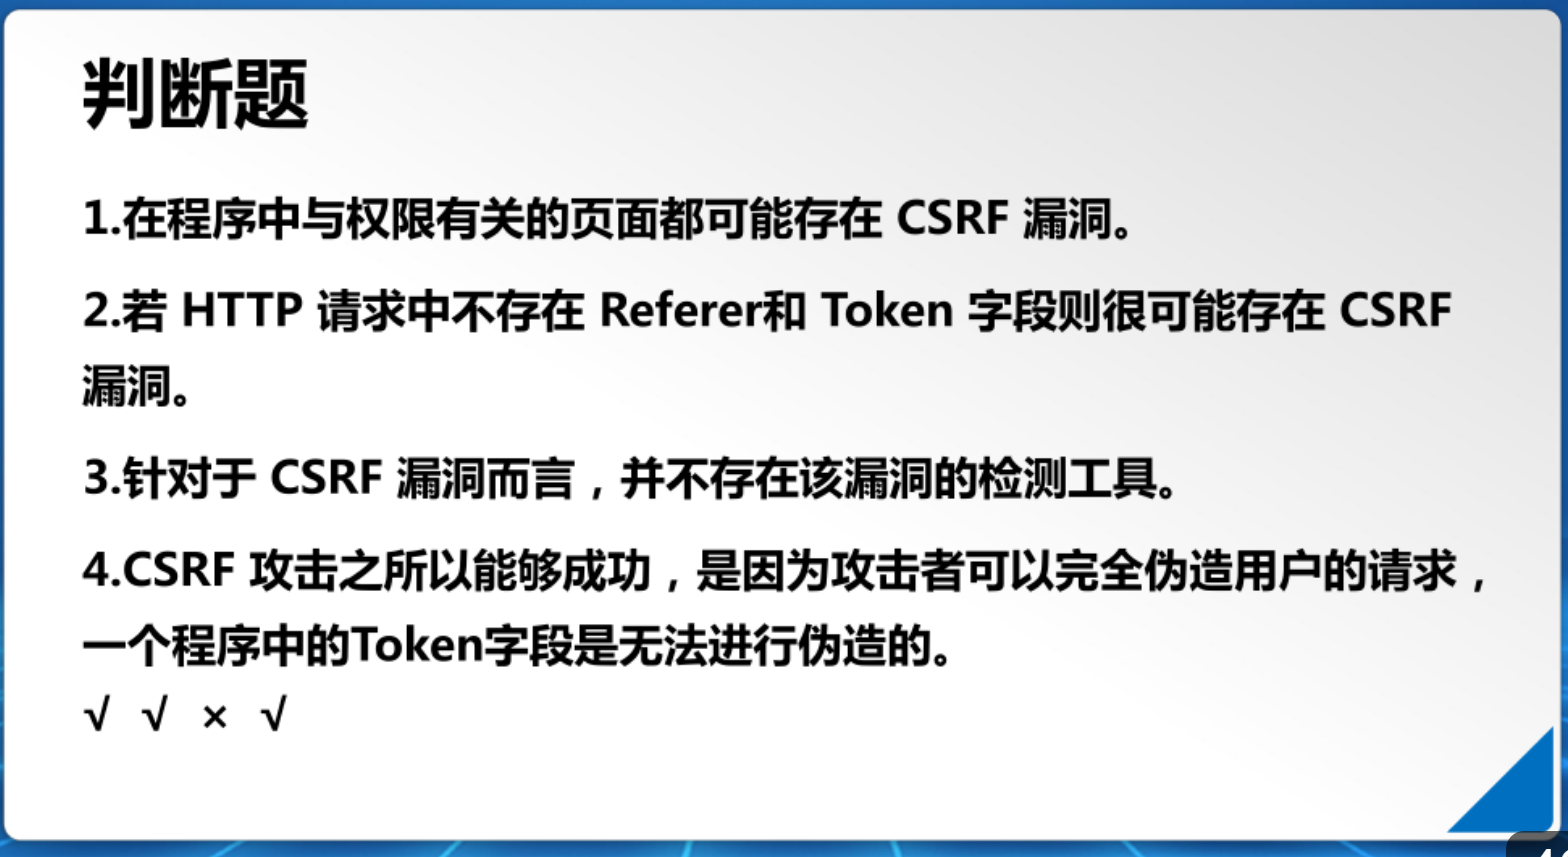 判断题
1.在程序中与权限有关的页面都可能存在 CSRF 漏洞。
2.若 HTTP 请求中不存在 Referer和 Token 字段则很可能存在 CSRF
漏洞。
3.针对于 CSRF 漏洞而言，并不存在该漏洞的检测工具。
4.CSRF 攻击之所以能够成功，是因为攻击者可以完全伪造用户的请求，
一个程序中的Token字段是无法进行伪造的。
√ √ × √